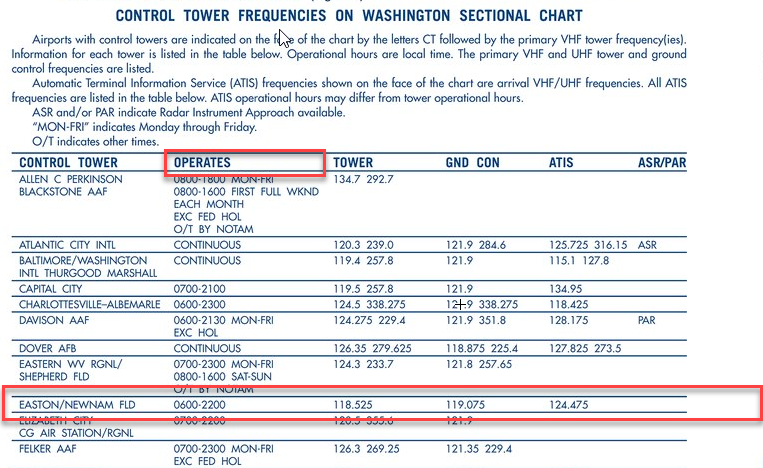 CONTROL TOWER FREQUENCIES ON WASHINGTON SECTIONAL CHART
Airports with control towers are indicated on the face of the chart by the letters CT followed by the primary VHF tower frequency(ies).
Information for each tower is listed in the table below. Operational hours are local time. The primary VHF and UHF tower and ground
control frequencies are listed.
Automatic Terminal Information Service (ATIS) frequencies shown on the face of the chart are arrival VHF/UHF frequencies. All ATIS
frequencies are listed in the table below. ATIS operational hours may differ from tower operational hours.
ASR and/or PAR indicate Radar Instrument Approach available.
"MON-FRI" indicates Monday through Friday.
O/T indicates other times.
CONTROL TOWER OPERATES TOWER GND CON ATIS ASR/PAR
ALLEN C PERKINSON 0800-1800 MON-FRI 134.7 292.7
BLACKSTONE AAF 0800-1600 FIRST FULL WKND
EACH MONTH
EXC FED HOL
O/T BY NOTAM
ATLANTIC CITY INTL CONTINUOUS 120.3 239.0 121.9 284.6 125.725 316.15 ASR
BALTIMORE/WASHINGTON CONTINUOUS 119.4 257.8 121.9 115.1 127.8
INTL THURGOOD MARSHALL
CAPITAL CITY 0700-2100 119.5 257.8 121.9 134.95
CHARLOTTESVILLE-ALBEMARLE 0600-2300 124.5 338.275 121.9 338.275 118.425
DAVISON AAF 0600-2130 MON-FRI 124.275 229.4 121.9 351.8 128.175 PAR
EXC HOL
DOVER AFB CONTINUOUS 126.35 279.625 118.875 225.4 127.825 273.5
EASTERN WV RGNL/ 0700-2300 MON-FRI 124.3 233.7 121.8 257.65
SHEPHERD FLD 0800-1600 SAT-SUN
O/T BY NOTAM
EASTON/NEWNAM FLD 0600-2200 118.525 119.075 124.475
ELIZABETH CITY 0700-2200 120.5 355.6 121.9
CG AIR STATION/RGNL
FELKER AAF 0700-2300 MON-FRI 126.3 269.25 121.35 229.4
EXC FED HOL